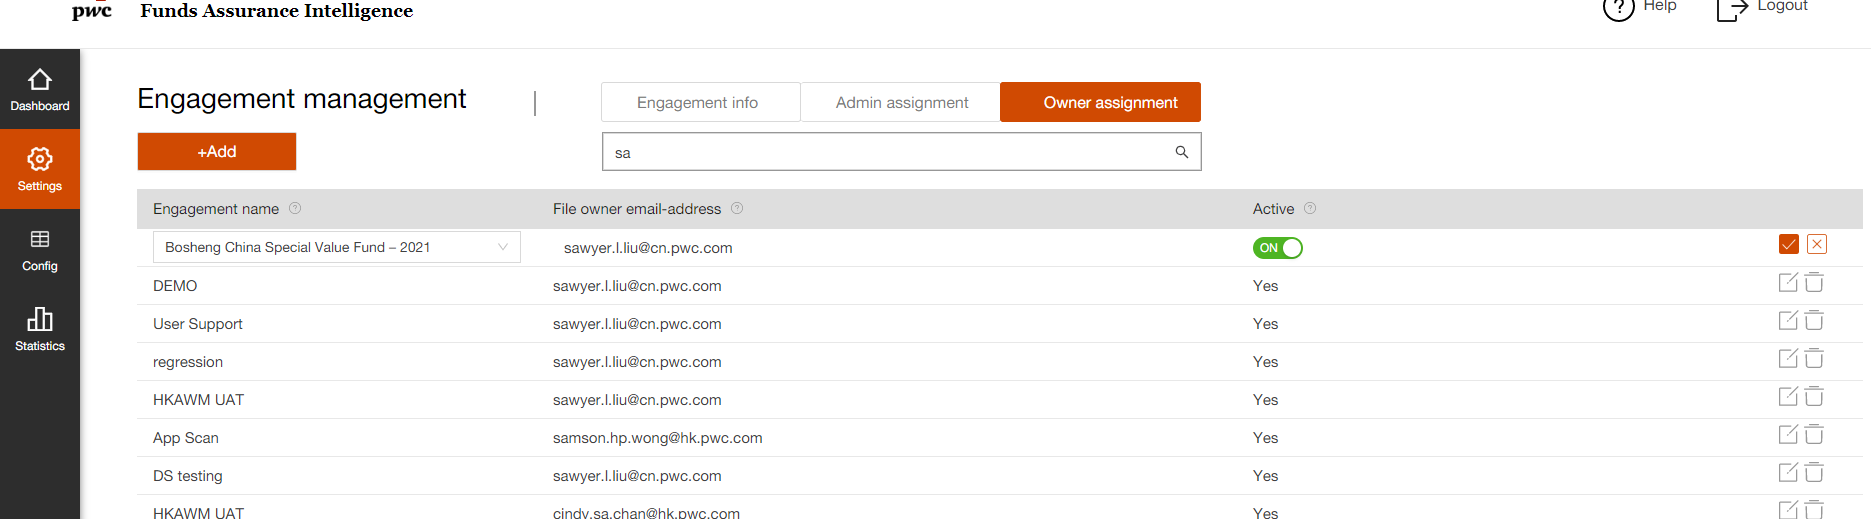 pwc Funds Assurance Intelligence
Help Logout
Dashboard
Settings
Config
Statistics
Engagement management Engagement info Admin assignment Owner assignment
+Add sa
Engagement name File owner email-address Active
Bosheng China Special Value Fund – 2021 sawyer.l.liu@cn.pwc.com ON
DEMO sawyer.l.liu@cn.pwc.com Yes
User Support sawyer.l.liu@cn.pwc.com Yes
regression sawyer.l.liu@cn.pwc.com Yes
HKAWM UAT sawyer.l.liu@cn.pwc.com Yes
App Scan samson.hp.wong@hk.pwc.com Yes
DS testing sawyer.l.liu@cn.pwc.com Yes
HKAWM UAT cindy.sa.chan@hk.pwc.com Yes